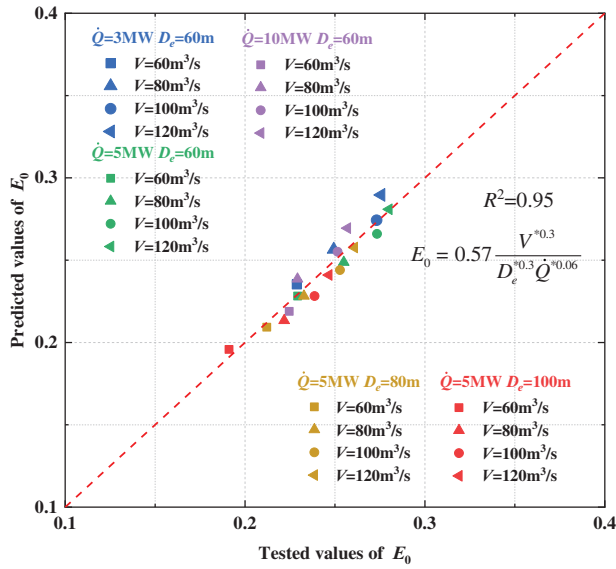 0.4
Q̇=3MW Dₑ=60m
V=60m³/s
V=80m³/s
V=100m³/s
V=120m³/s
Q̇=10MW Dₑ=60m
V=60m³/s
V=80m³/s
V=100m³/s
V=120m³/s
Q̇=5MW Dₑ=60m
V=60m³/s
V=80m³/s
V=100m³/s
V=120m³/s
0.3
R²=0.95
E₀ = 0.57 V*⁰·³ / Dₑ*⁰·³ Q̇*⁰·⁰⁶
Predicted values of E₀
0.2
Q̇=5MW Dₑ=80m
V=60m³/s
V=80m³/s
V=100m³/s
V=120m³/s
Q̇=5MW Dₑ=100m
V=60m³/s
V=80m³/s
V=100m³/s
V=120m³/s
0.1
0.1 0.2 0.3 0.4
Tested values of E₀